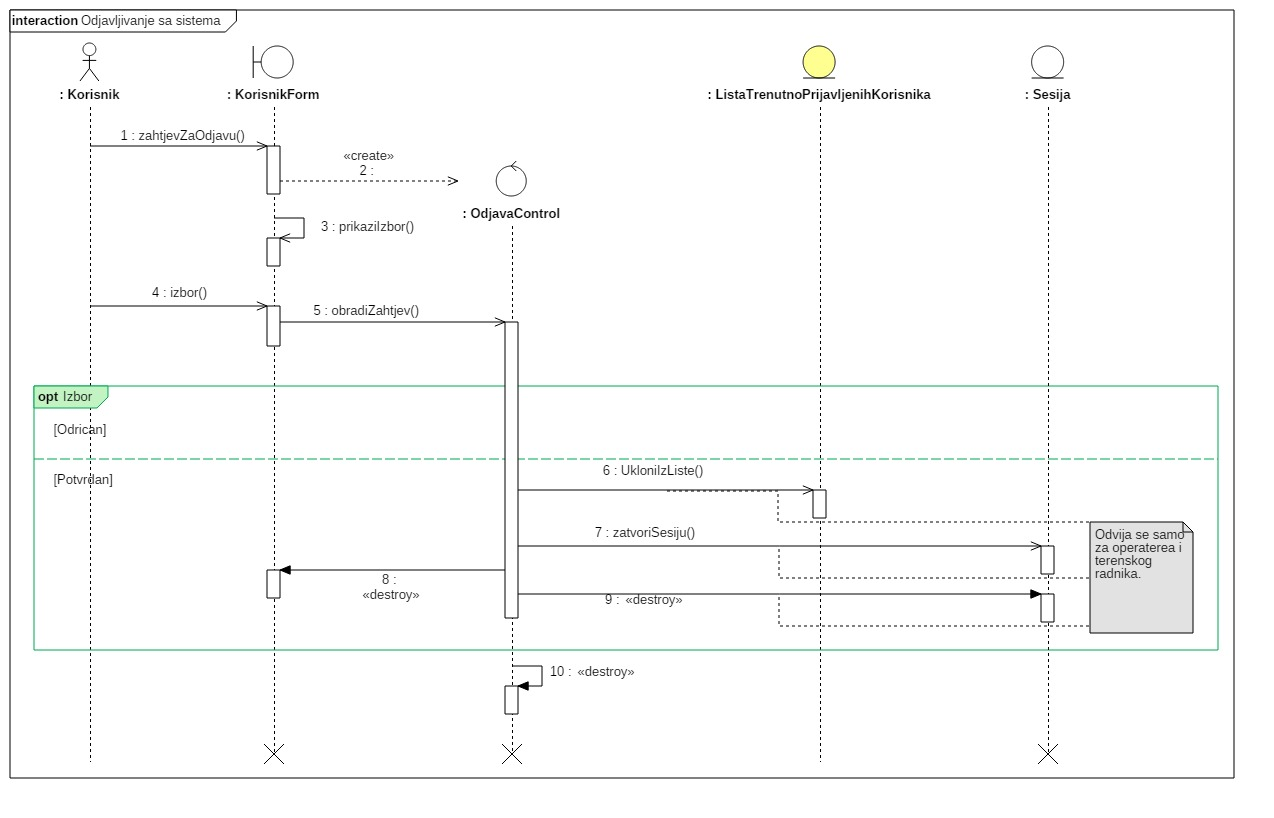 interaction Odjavljivanje sa sistema
: Korisnik
: KorisnikForm
: ListaTrenutnoPrijavljenihKorisnika
: Sesija
1 : zahtjevZaOdjavu()
«create»
2 :
: OdjavaControl
3 : prikaziIzbor()
4 : izbor()
5 : obradiZahtjev()
opt Izbor
[Odrican]
[Potvrdan]
6 : UkloniIzListe()
7 : zatvoriSesiju()
Odvija se samo
za operaterea i
terenskog
radnika.
8 :
«destroy»
9 : «destroy»
10 : «destroy»